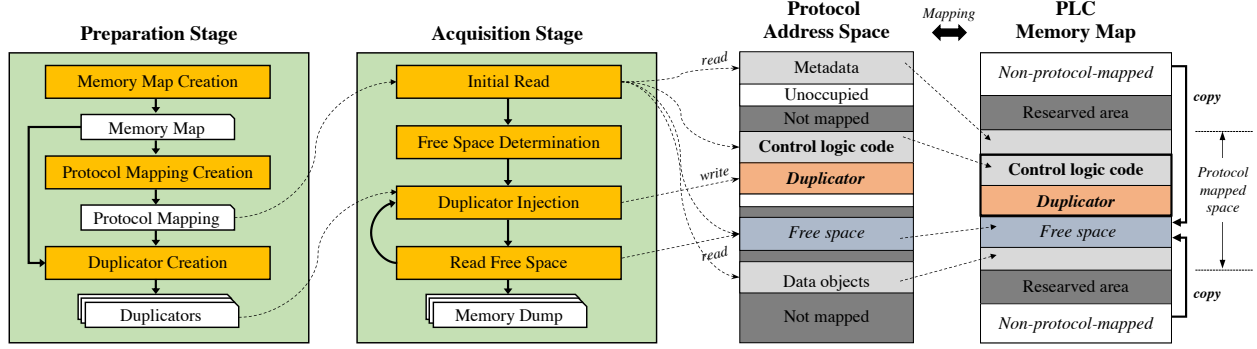 Preparation Stage
Memory Map Creation
Memory Map
Protocol Mapping Creation
Protocol Mapping
Duplicator Creation
Duplicators
Acquisition Stage
Initial Read
Free Space Determination
Duplicator Injection
Read Free Space
Memory Dump
read
write
read
Protocol
Address Space
Metadata
Unoccupied
Not mapped
Control logic code
Duplicator
Free space
Data objects
Not mapped
Mapping
PLC
Memory Map
Non-protocol-mapped
Researved area
Control logic code
Duplicator
Free space
Researved area
Non-protocol-mapped
copy
Protocol
mapped
space
copy